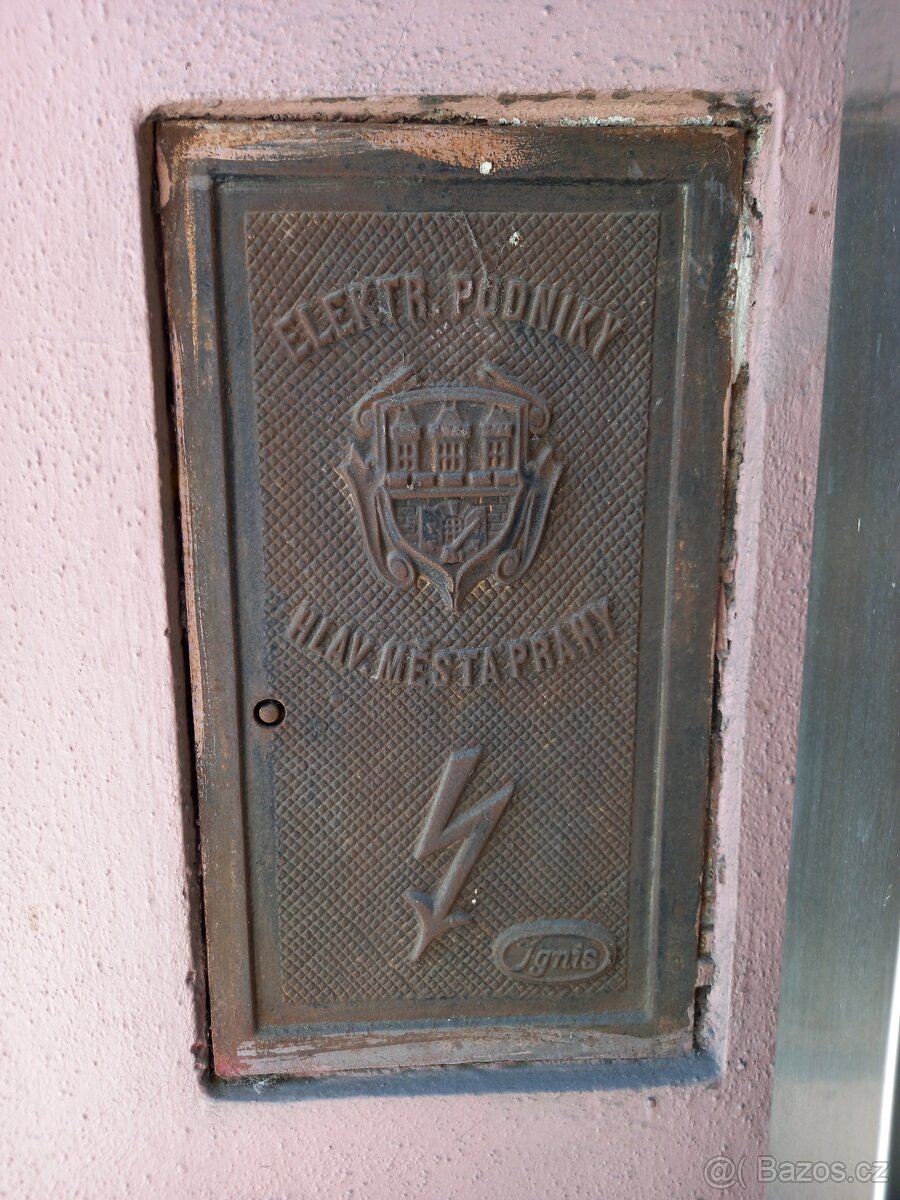 ELEKTR. PODNIKY
HLAV. MĚSTA PRAHY
Ignis
@( Bazos.cz